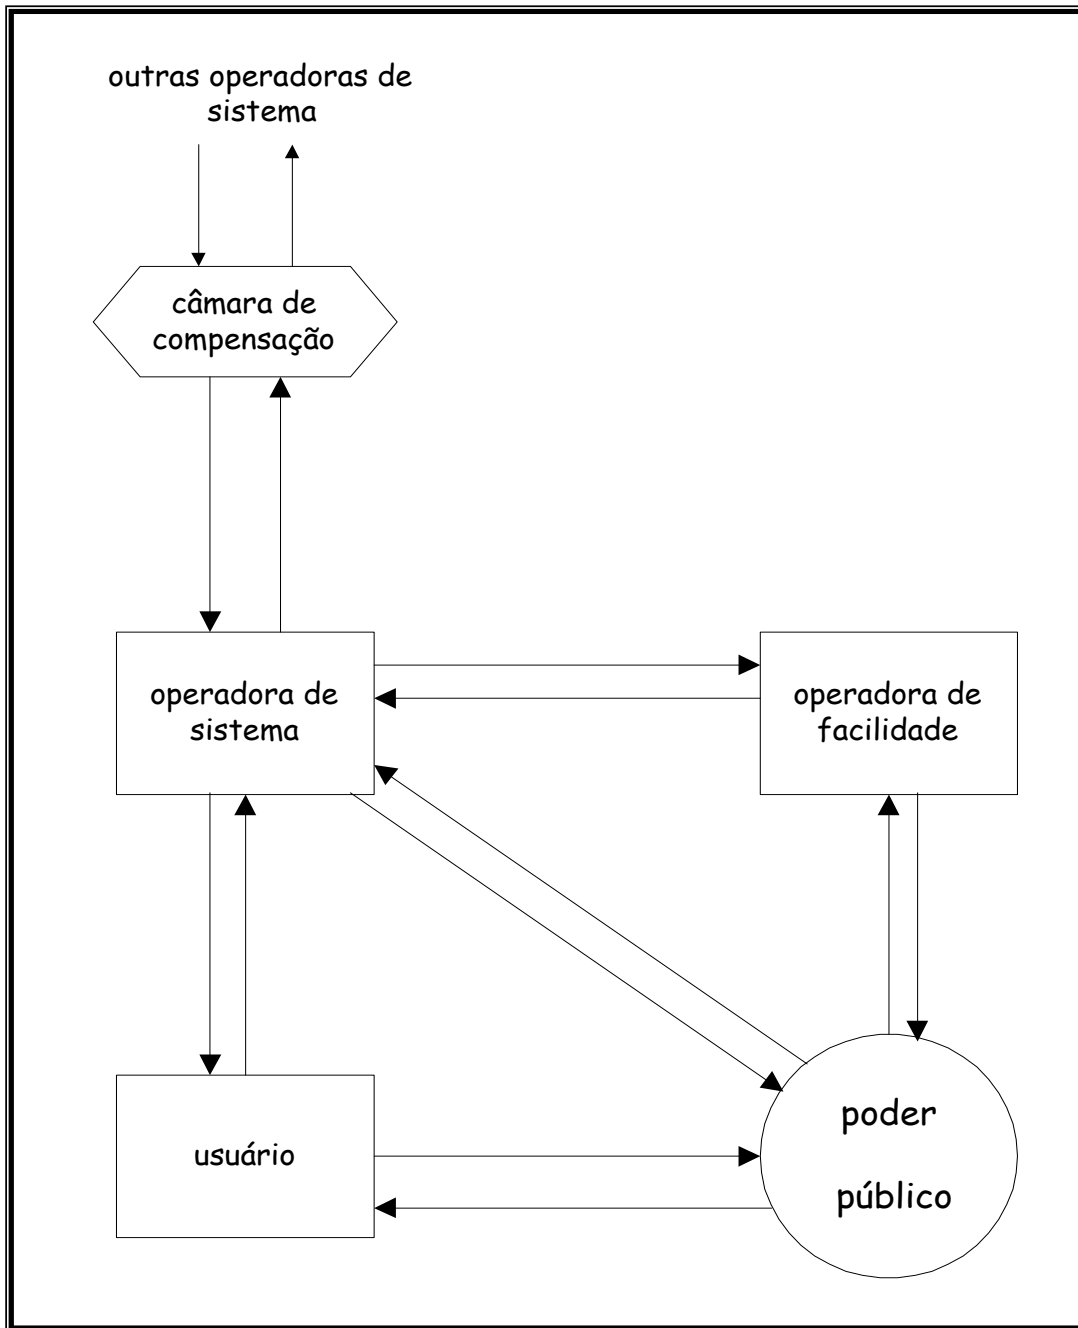 outras operadoras de
sistema
câmara de
compensação
operadora de
sistema
operadora de
facilidade
usuário
poder
público